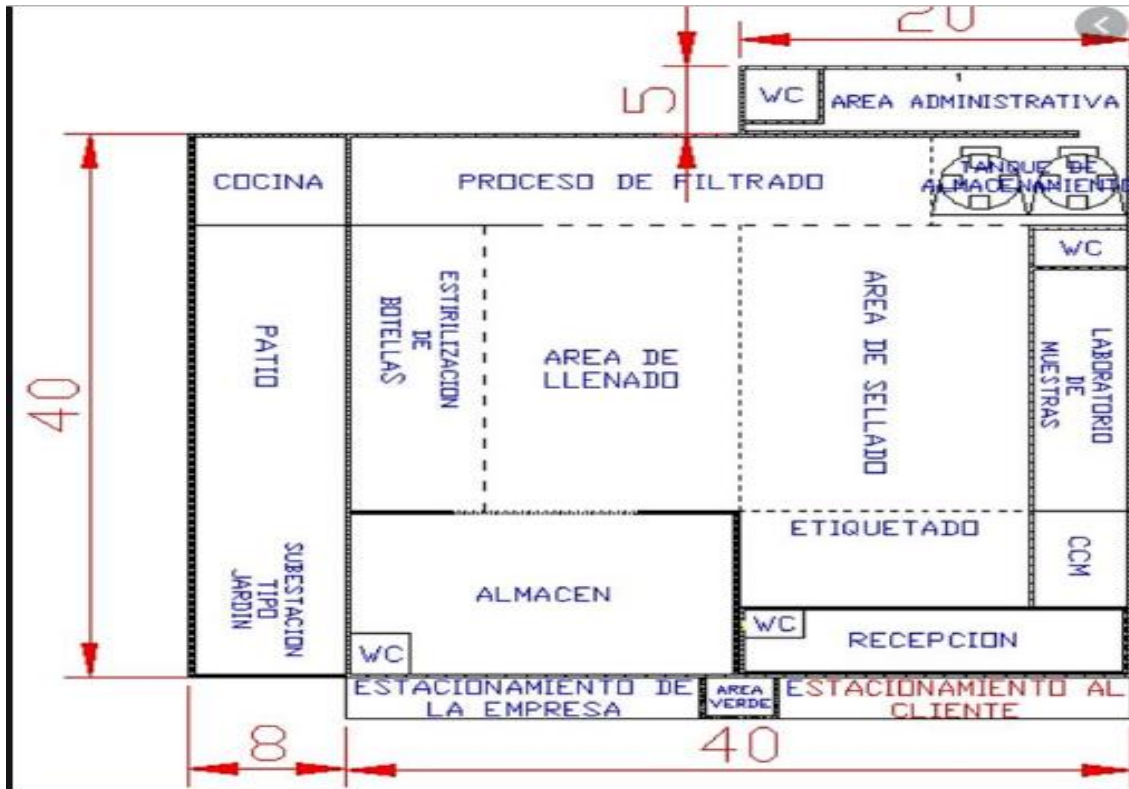 20
5
WC
1
AREA ADMINISTRATIVA
COCINA
PROCESO DE FILTRADO
TANQUE DE
ALMACENAMIENTO
WC
ESTIRILIZACION
DE
BOTELLAS
PATIO
AREA DE
LLENADO
AREA DE SELLADO
LABORATORIO
DE
MUESTRAS
40
ETIQUETADO
CCM
SUBESTACION
TIPO
JARDIN
ALMACEN
WC
WC
RECEPCION
ESTACIONAMIENTO DE
LA EMPRESA
AREA
VERDE
ESTACIONAMIENTO AL
CLIENTE
8
40